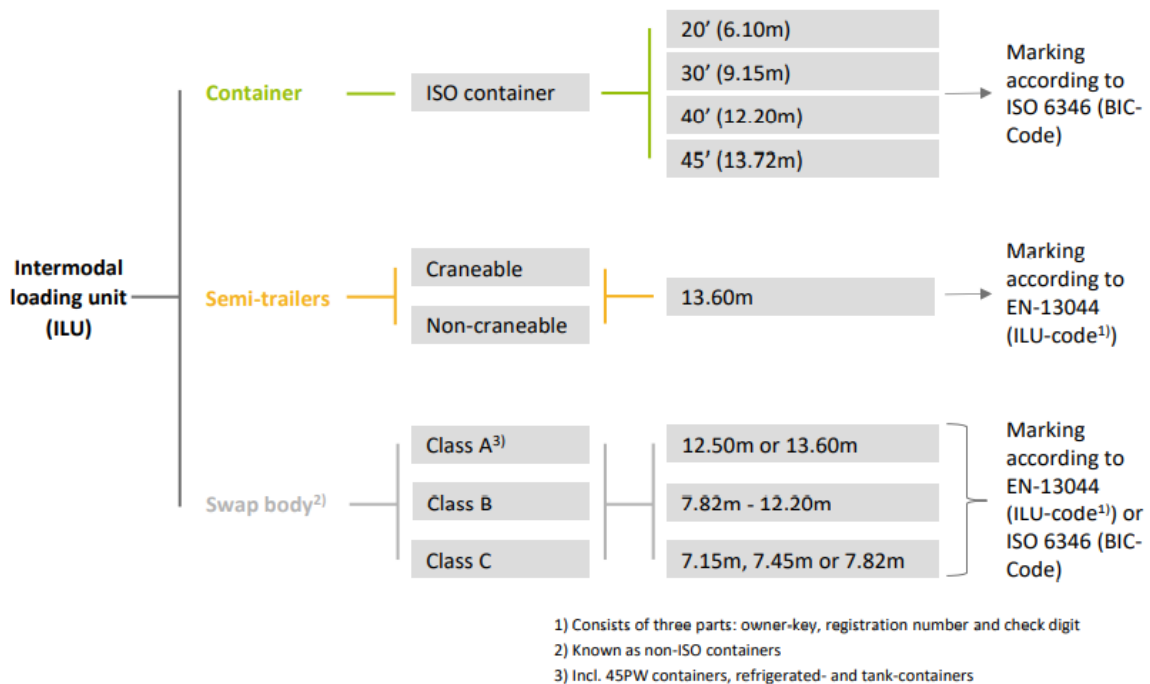 Intermodal
loading unit
(ILU)
Container
ISO container
20’ (6.10m)
30’ (9.15m)
40’ (12.20m)
45’ (13.72m)
Marking
according to
ISO 6346 (BIC-
Code)
Semi-trailers
Craneable
Non-craneable
13.60m
Marking
according to
EN-13044
(ILU-code1))
Swap body2)
Class A3)
Class B
Class C
12.50m or 13.60m
7.82m - 12.20m
7.15m, 7.45m or 7.82m
Marking
according to
EN-13044
(ILU-code1)) or
ISO 6346 (BIC-
Code)
1) Consists of three parts: owner-key, registration number and check digit
2) Known as non-ISO containers
3) Incl. 45PW containers, refrigerated- and tank-containers